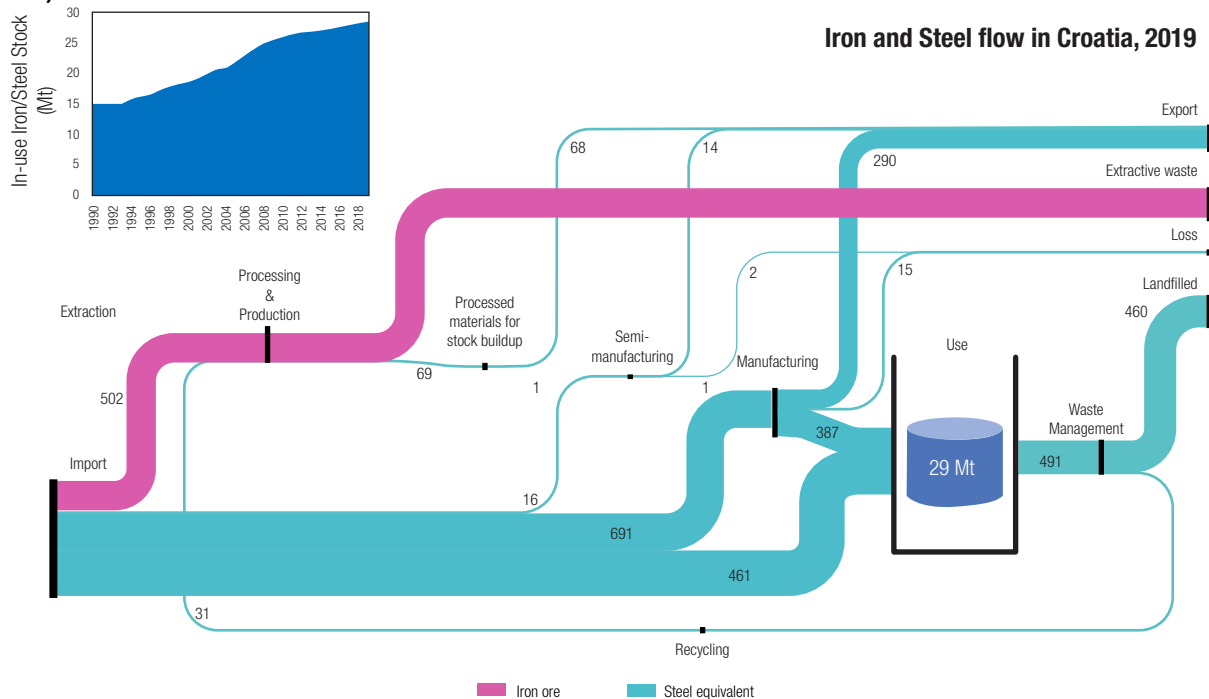 Iron and Steel flow in Croatia, 2019
In-use Iron/Steel Stock
(Mt)
30
25
20
15
10
5
0
1990
1992
1994
1996
1998
2000
2002
2004
2006
2008
2010
2012
2014
2016
2018
Export
68
14
290
Extractive waste
Loss
2
15
Processing
&
Production
Extraction
Processed
materials for
stock buildup
Semi-
manufacturing
Manufacturing
Landfilled
460
Use
69
1
1
502
387
Waste
Management
Import
29 Mt
491
16
691
461
31
Recycling
Iron ore
Steel equivalent